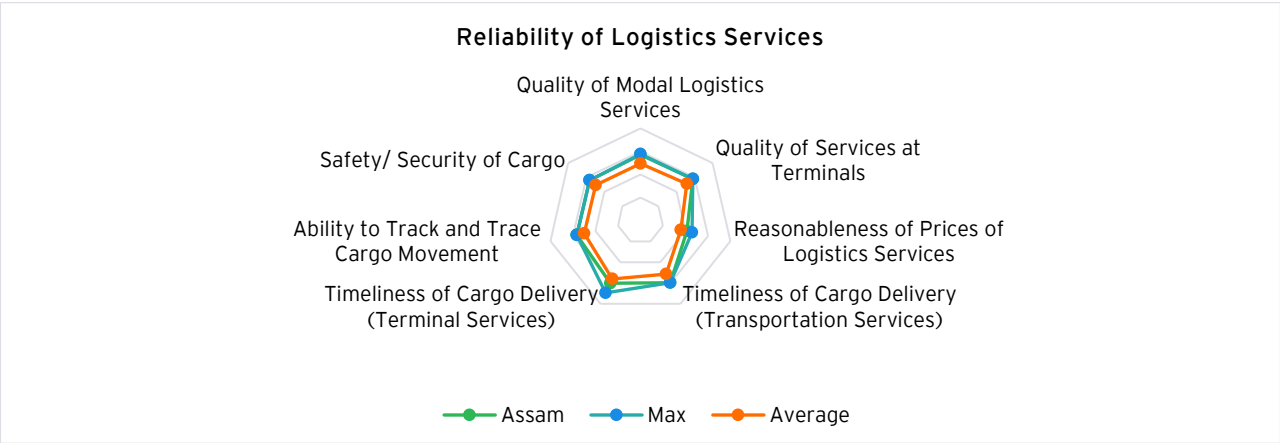 Reliability of Logistics Services
Quality of Modal Logistics
Services
Quality of Services at
Terminals
Reasonableness of Prices of
Logistics Services
Timeliness of Cargo Delivery
(Transportation Services)
Timeliness of Cargo Delivery
(Terminal Services)
Ability to Track and Trace
Cargo Movement
Safety/ Security of Cargo
Assam
Max
Average